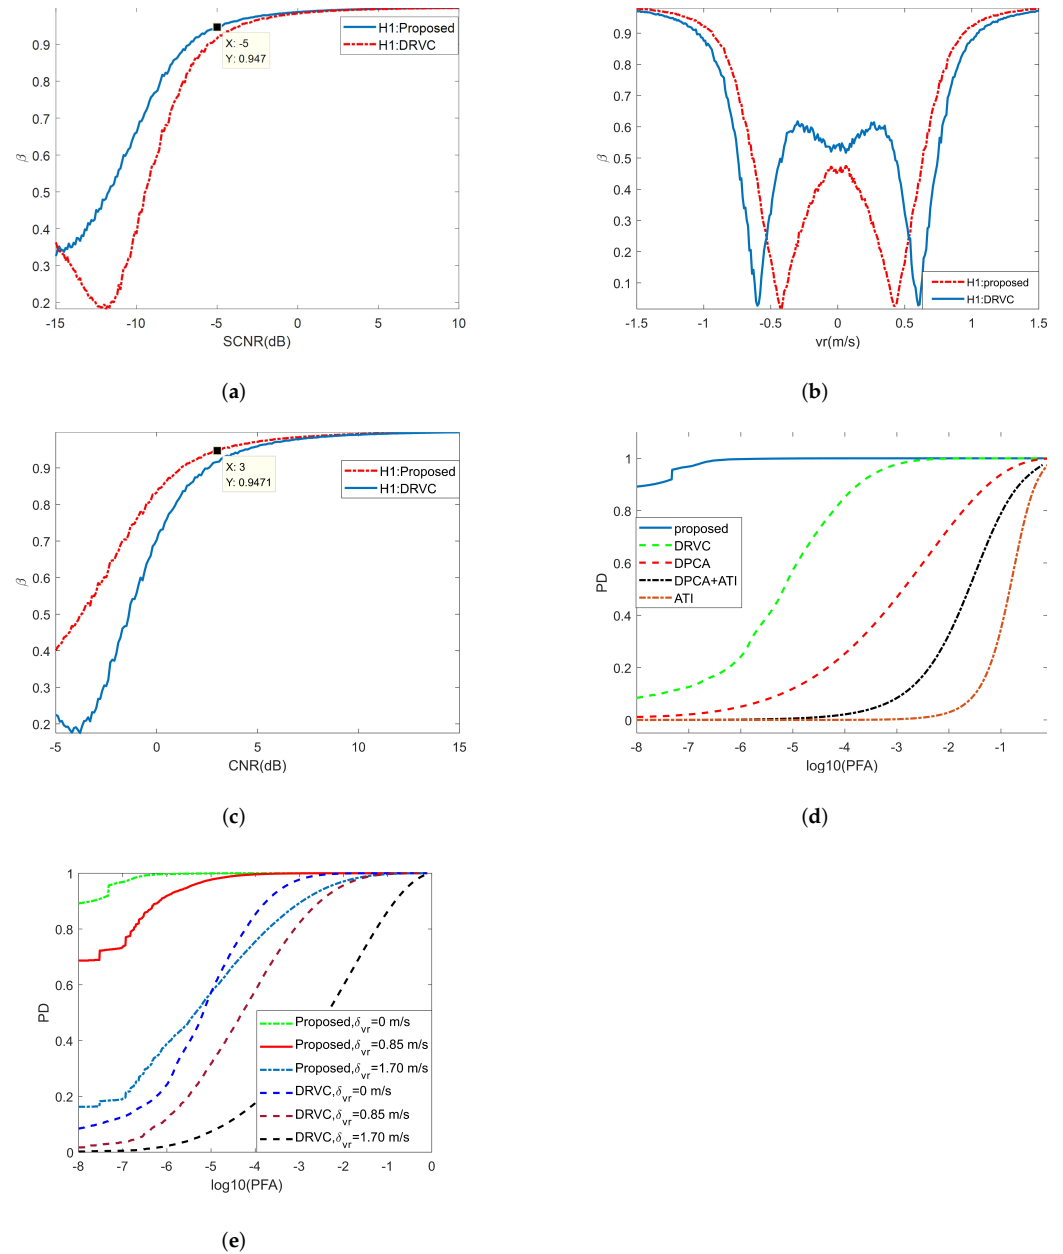 0.9
0.8
0.7
0.6
0.5
0.4
0.3
0.2
β
-15
-10
-5
0
5
10
SCNR(dB)
H1:Proposed
H1:DRVC
X: -5
Y: 0.947
(a)
0.9
0.8
0.7
0.6
0.5
0.4
0.3
0.2
0.1
β
-1.5
-1
-0.5
0
0.5
1
1.5
vr(m/s)
H1:proposed
H1:DRVC
(b)
0.9
0.8
0.7
0.6
0.5
0.4
0.3
0.2
β
-5
0
5
10
15
CNR(dB)
H1:Proposed
H1:DRVC
X: 3
Y: 0.9471
(c)
1
0.8
0.6
0.4
0.2
0
PD
-8
-7
-6
-5
-4
-3
-2
-1
log10(PFA)
proposed
DRVC
DPCA
DPCA+ATI
ATI
(d)
1
0.8
0.6
0.4
0.2
0
PD
-8
-7
-6
-5
-4
-3
-2
-1
0
log10(PFA)
Proposed,δvr=0 m/s
Proposed,δvr=0.85 m/s
Proposed,δvr=1.70 m/s
DRVC,δvr=0 m/s
DRVC,δvr=0.85 m/s
DRVC,δvr=1.70 m/s
(e)